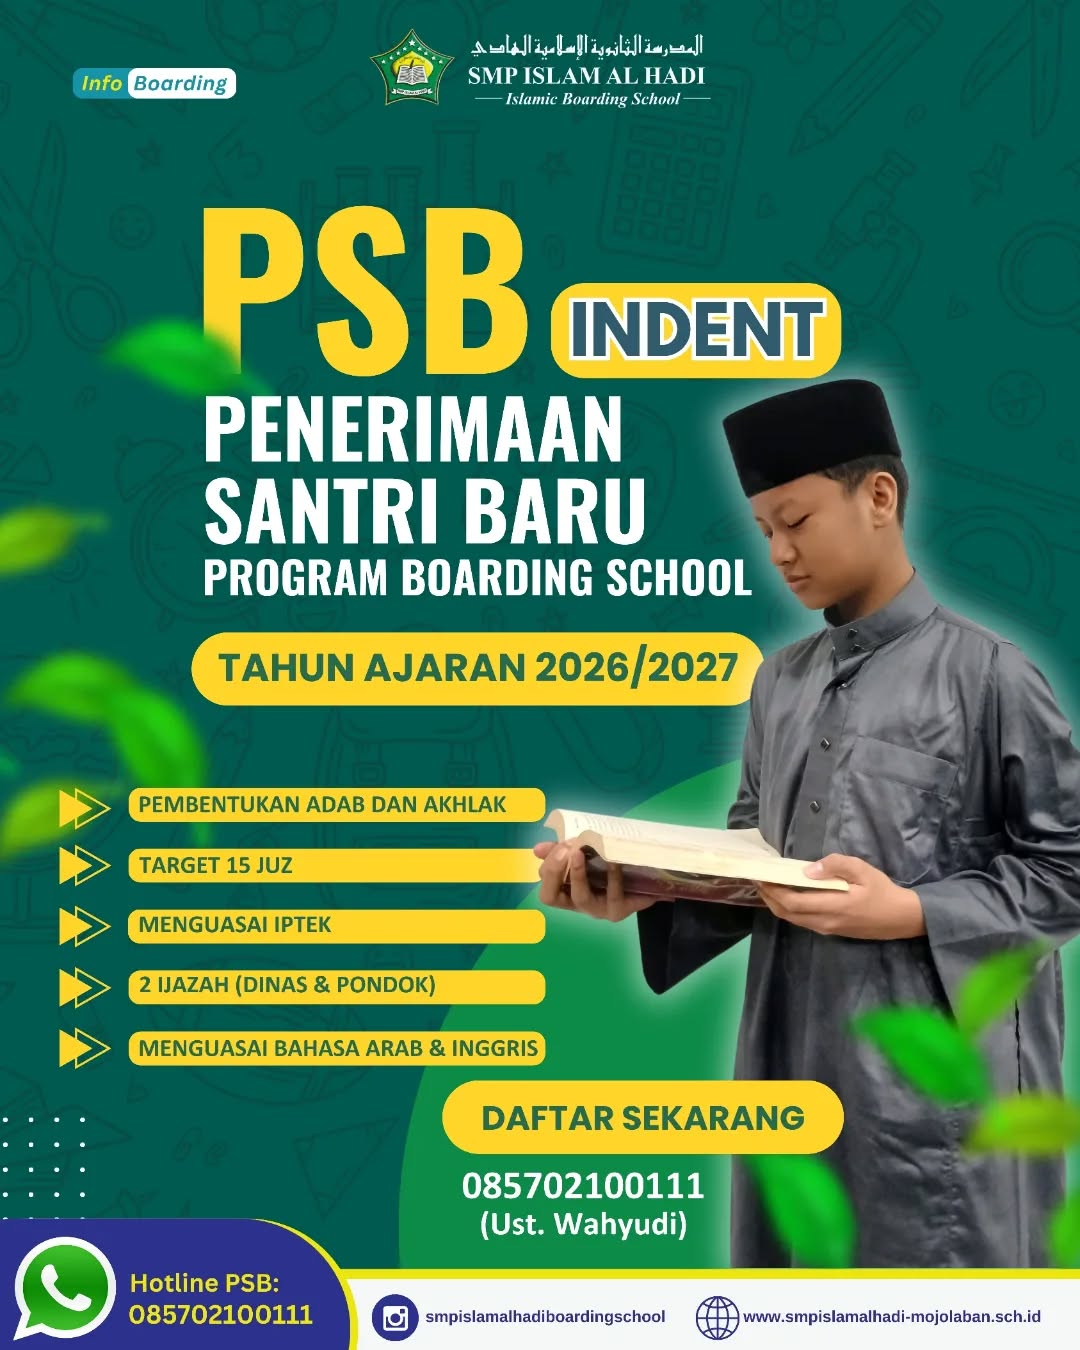 Info Boarding
المدرسة الثانوية الإسلامية الهادي
SMP ISLAM AL HADI
Islamic Boarding School
PSB INDENT
PENERIMAAN
SANTRI BARU
PROGRAM BOARDING SCHOOL
TAHUN AJARAN 2026/2027
PEMBENTUKAN ADAB DAN AKHLAK
TARGET 15 JUZ
MENGUASAI IPTEK
2 IJAZAH (DINAS & PONDOK)
MENGUASAI BAHASA ARAB & INGGRIS
DAFTAR SEKARANG
085702100111
(Ust. Wahyudi)
Hotline PSB:
085702100111
smpislamalhadiboardingschool
www.smpislamalhadi-mojolaban.sch.id